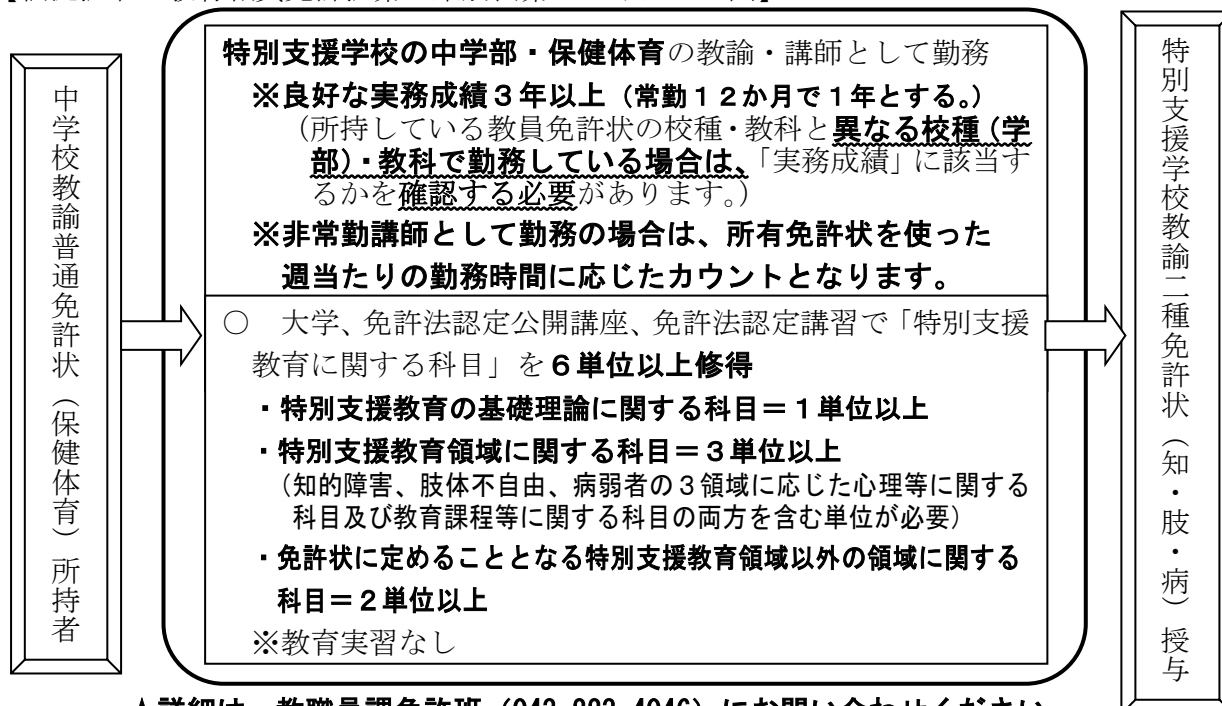 中学校教諭普通免許状（保健体育）所持者
特別支援学校の中学部・保健体育の教諭・講師として勤務
※良好な実務成績３年以上（常勤１２か月で１年とする。）
（所持している教員免許状の校種・教科と異なる校種（学
部）・教科で勤務している場合は、「実務成績」に該当す
るかを確認する必要があります。）
※非常勤講師として勤務の場合は、所有免許状を使った
週当たりの勤務時間に応じたカウントとなります。
○　大学、免許法認定公開講座、免許法認定講習で「特別支援
教育に関する科目」を６単位以上修得
・特別支援教育の基礎理論に関する科目＝１単位以上
・特別支援教育領域に関する科目＝３単位以上
（知的障害、肢体不自由、病弱者の３領域に応じた心理等に関する
科目及び教育課程等に関する科目の両方を含む単位が必要）
・免許状に定めることとなる特別支援教育領域以外の領域に関する
科目＝２単位以上
※教育実習なし
特別支援学校教諭二種免許状（知・肢・病）授与